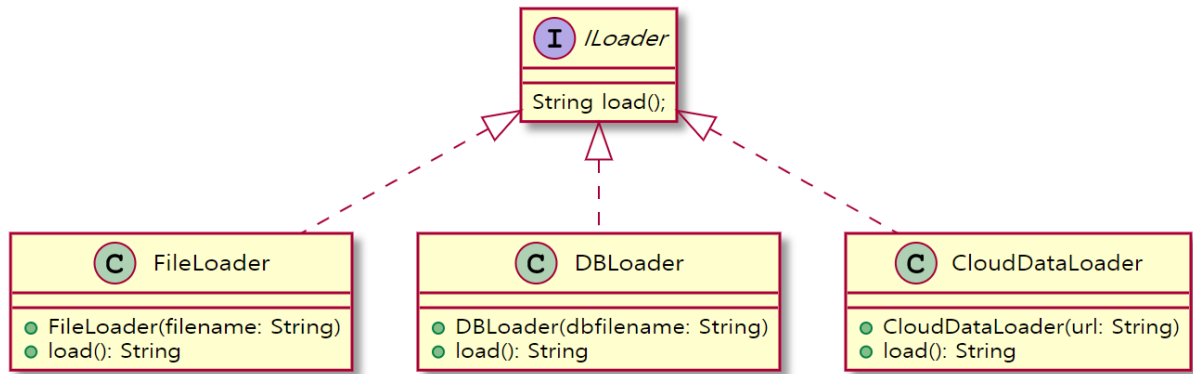 I ILoader
String load();
C FileLoader
FileLoader(filename: String)
load(): String
C DBLoader
DBLoader(dbfilename: String)
load(): String
C CloudDataLoader
CloudDataLoader(url: String)
load(): String